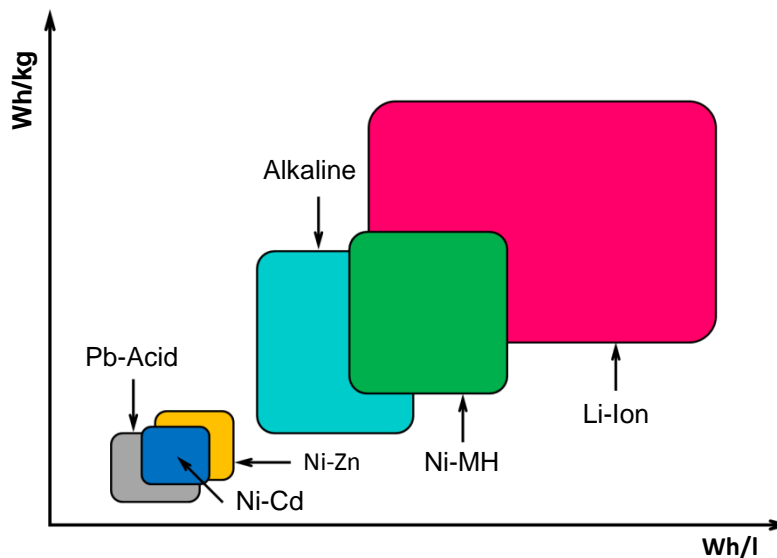 Wh/kg
Alkaline
Pb-Acid
Li-Ion
Ni-Zn
Ni-MH
Ni-Cd
Wh/l